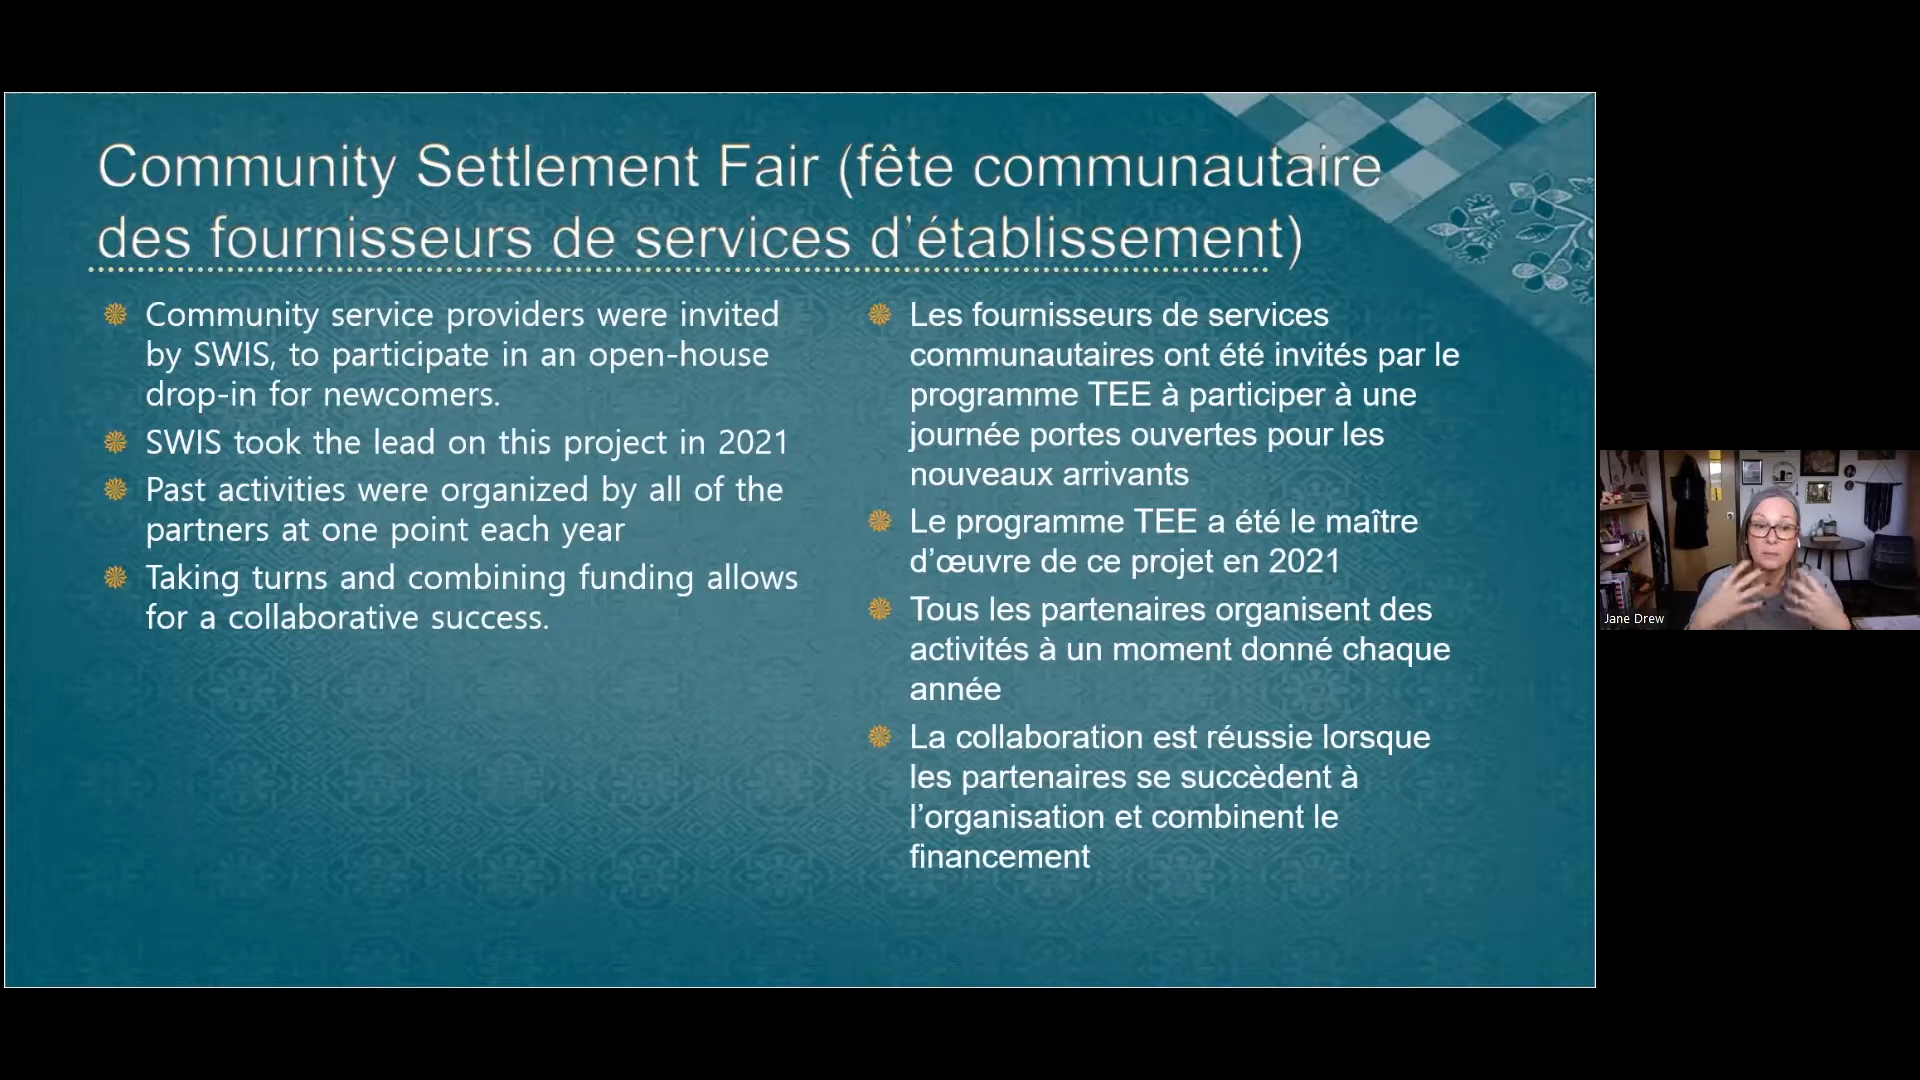 Community Settlement Fair (fête communautaire
des fournisseurs de services d’établissement)
Community service providers were invited
by SWIS, to participate in an open-house
drop-in for newcomers.
SWIS took the lead on this project in 2021
Past activities were organized by all of the
partners at one point each year
Taking turns and combining funding allows
for a collaborative success.
Les fournisseurs de services
communautaires ont été invités par le
programme TEE à participer à une
journée portes ouvertes pour les
nouveaux arrivants
Le programme TEE a été le maître
d’œuvre de ce projet en 2021
Tous les partenaires organisent des
activités à un moment donné chaque
année
La collaboration est réussie lorsque
les partenaires se succèdent à
l’organisation et combinent le
financement
Jane Drew